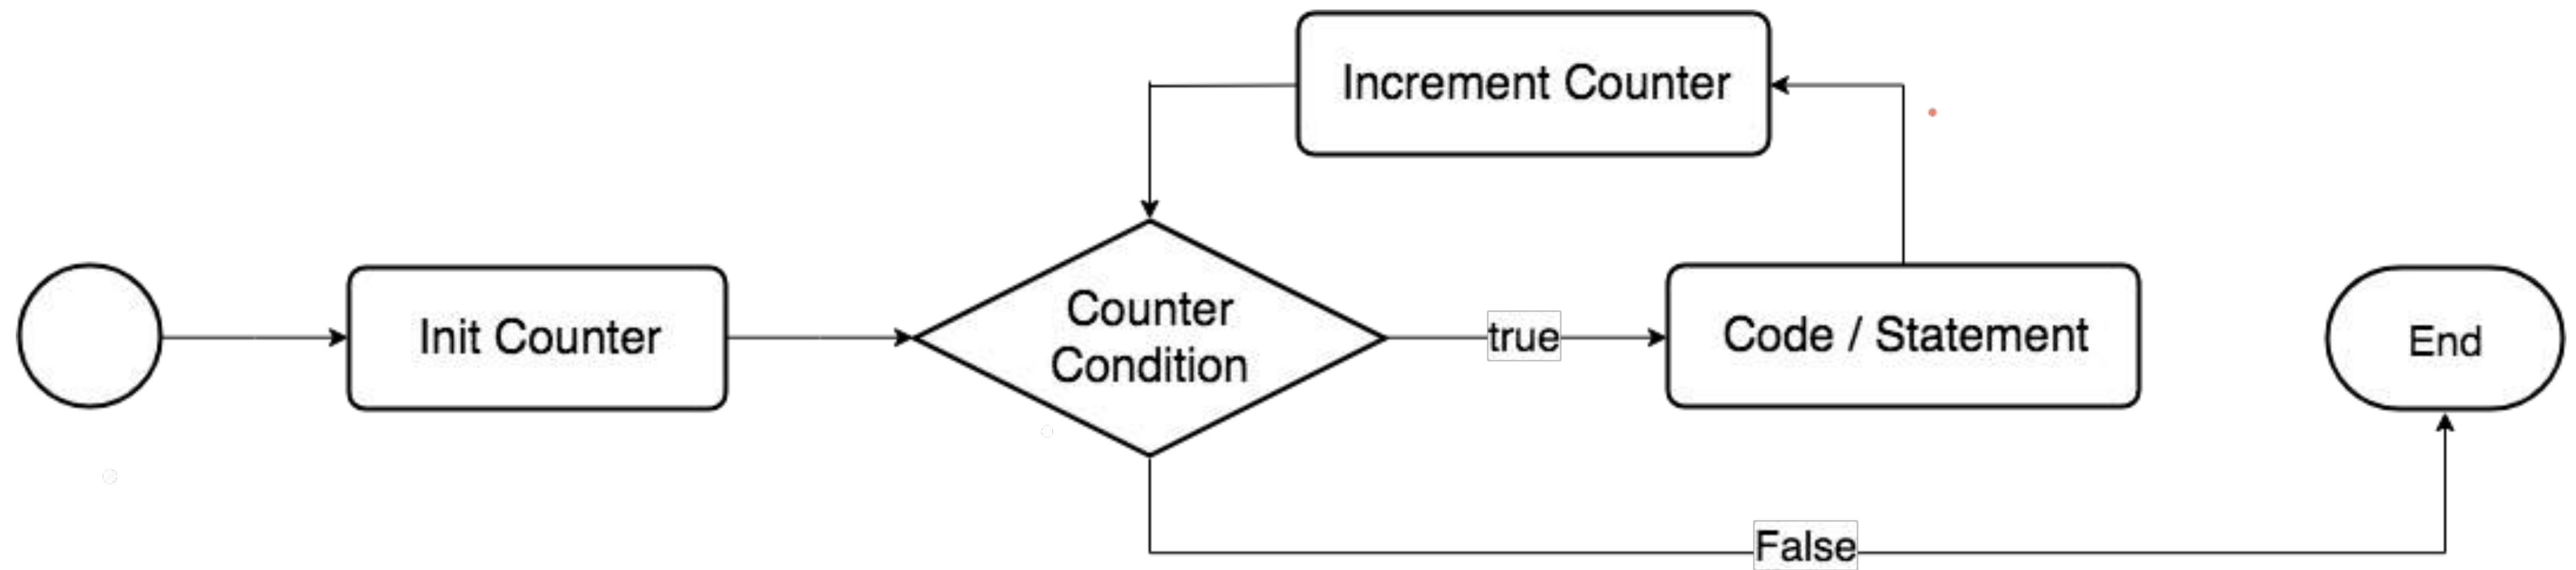 Increment Counter
Init Counter
Counter
Condition
true
Code / Statement
End
False